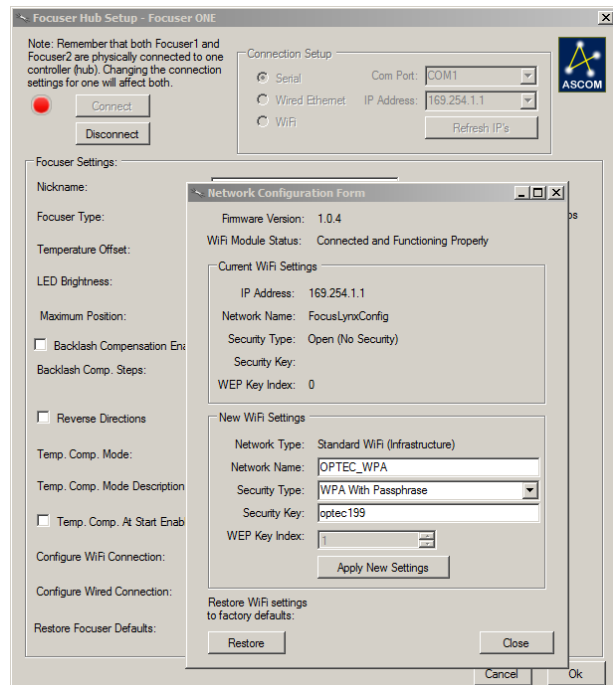 Focuser Hub Setup - Focuser ONE
Note: Remember that both Focuser1 and
Focuser2 are physically connected to one
controller (hub). Changing the connection
settings for one will affect both.
Connect
Disconnect
Connection Setup
Serial
Com Port: COM1
Wired Ethernet
IP Address: 169.254.1.1
WiFi
Refresh IP's
ASCOM
Focuser Settings:
Nickname:
Focuser Type:
Temperature Offset:
LED Brightness:
Maximum Position:
Backlash Compensation Ena
Backlash Comp. Steps:
Reverse Directions
Temp. Comp. Mode:
Temp. Comp. Mode Description
Temp. Comp. At Start Enabl
Configure WiFi Connection:
Configure Wired Connection:
Restore Focuser Defaults:
Network Configuration Form
Firmware Version: 1.0.4
WiFi Module Status: Connected and Functioning Properly
Current WiFi Settings
IP Address: 169.254.1.1
Network Name: FocusLynxConfig
Security Type: Open (No Security)
Security Key:
WEP Key Index: 0
New WiFi Settings
Network Type: Standard WiFi (Infrastructure)
Network Name: OPTEC_WPA
Security Type: WPA With Passphrase
Security Key: optec199
WEP Key Index: 1
Apply New Settings
Restore WiFi settings
to factory defaults:
Restore
Close
Cancel
Ok